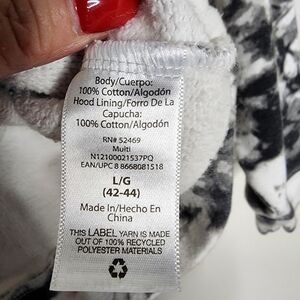 Body/Cuerpo:
100% Cotton/Algodón
Hood Lining/Forro De La
Capucha:
100% Cotton/Algodón
RN# 52469
Multi
N12100021537PQ
EAN/UPC 8 8668081518
L/G
(42-44)
Made In/Hecho En
China
THIS LABEL YARN IS MADE
OUT OF 100% RECYCLED
POLYESTER MATERIALS